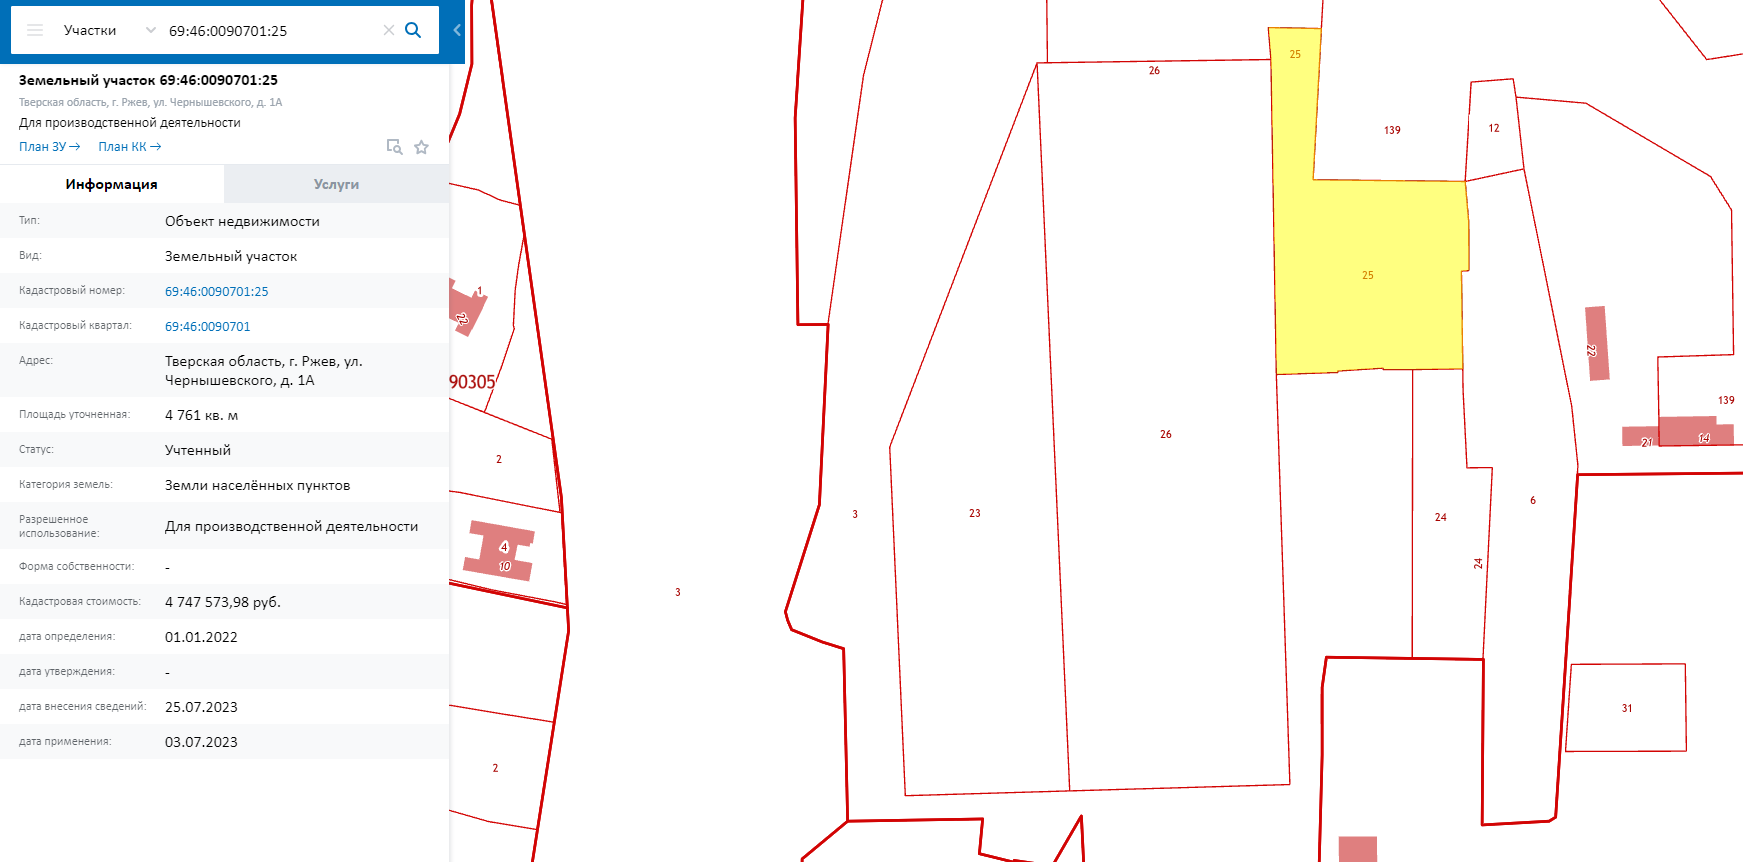 Участки
69:46:0090701:25
Земельный участок 69:46:0090701:25
Тверская область, г. Ржев, ул. Чернышевского, д. 1А
Для производственной деятельности
План ЗУ → План КК →
Информация
Услуги
Тип: Объект недвижимости
Вид: Земельный участок
Кадастровый номер: 69:46:0090701:25
Кадастровый квартал: 69:46:0090701
Адрес: Тверская область, г. Ржев, ул.
Чернышевского, д. 1А
Площадь уточненная: 4 761 кв. м
Статус: Учтенный
Категория земель: Земли населённых пунктов
Разрешенное
использование:
Для производственной деятельности
Форма собственности: -
Кадастровая стоимость: 4 747 573,98 руб.
дата определения: 01.01.2022
дата утверждения: -
дата внесения сведений: 25.07.2023
дата применения: 03.07.2023
25
26
139
12
25
1
22
22
90305
139
26
21
14
2
6
3
23
24
4
10
24
3
31
2